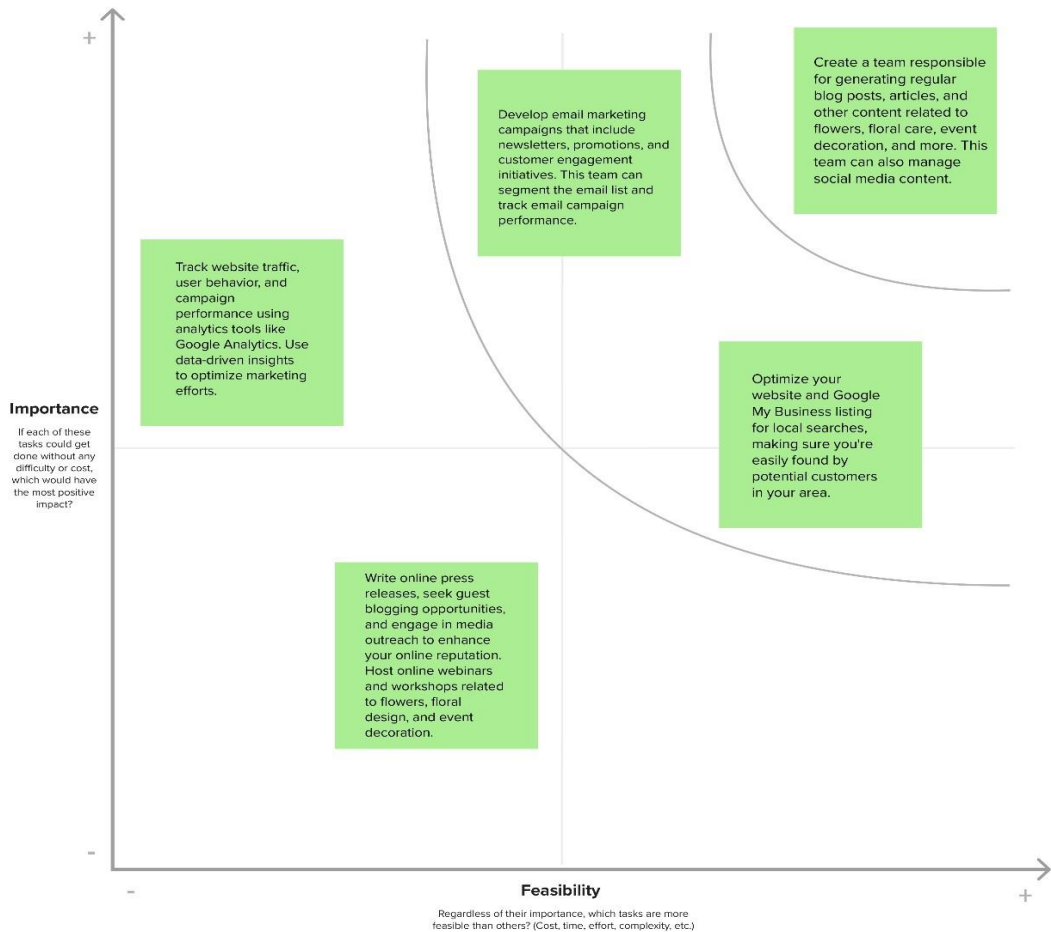 +
Create a team responsible
for generating regular
blog posts, articles, and
other content related to
flowers, floral care, event
decoration, and more. This
team can also manage
social media content.
Develop email marketing
campaigns that include
newsletters, promotions, and
customer engagement
initiatives. This team can
segment the email list and
track email campaign
performance.
Track website traffic,
user behavior, and
campaign
performance using
analytics tools like
Google Analytics. Use
data-driven insights
to optimize marketing
efforts.
Optimize your
website and Google
My Business listing
for local searches,
making sure you're
easily found by
potential customers
in your area.
Importance
If each of these
tasks could get
done without any
difficulty or cost,
which would have
the most positive
impact?
Write online press
releases, seek guest
blogging opportunities,
and engage in media
outreach to enhance
your online reputation.
Host online webinars
and workshops related
to flowers, floral
design, and event
decoration.
-
-
Feasibility
+
Regardless of their importance, which tasks are more
feasible than others? (Cost, time, effort, complexity, etc.)